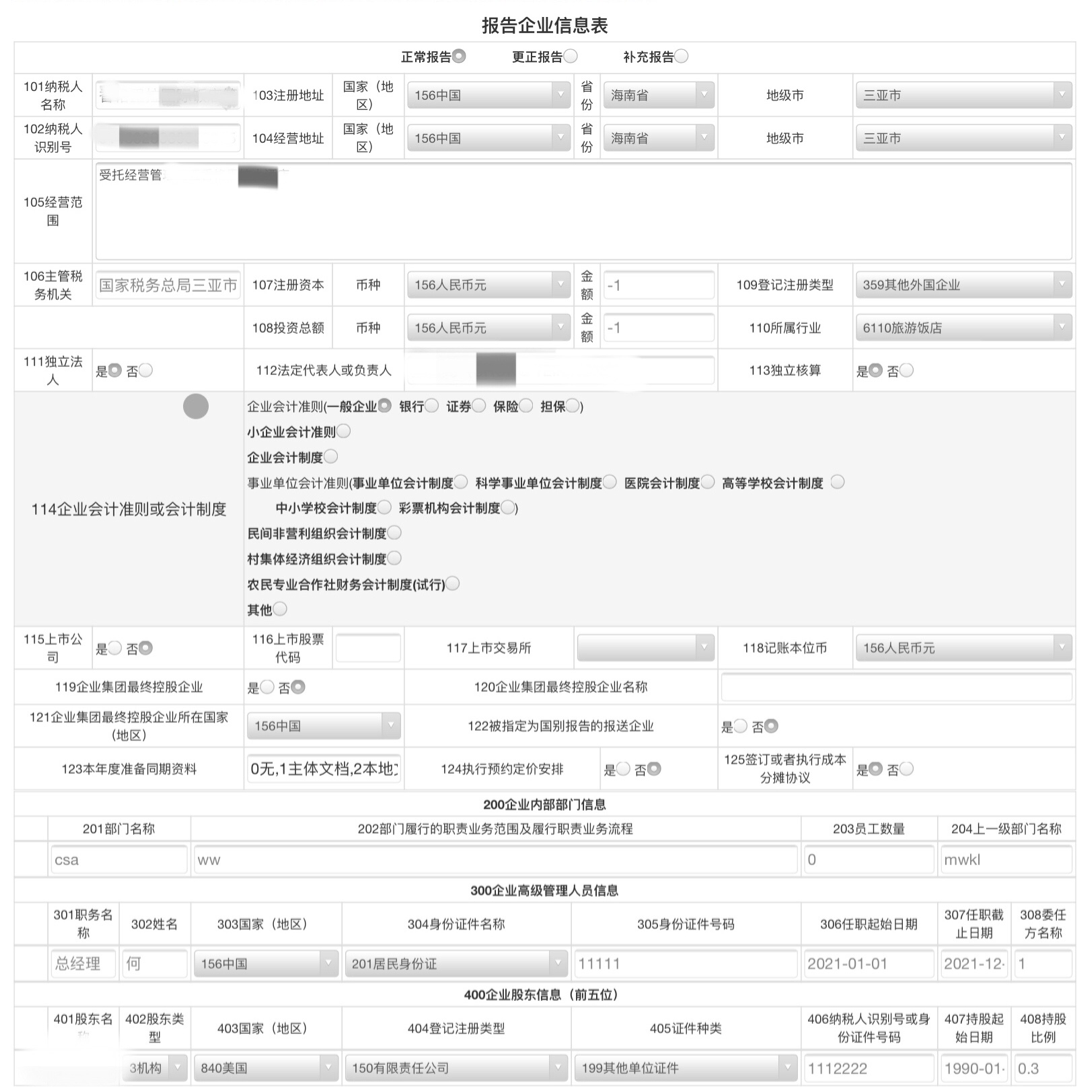 报告企业信息表
正常报告 更正报告 补充报告
101纳税人名称 103注册地址 国家（地区） 156中国 省份 海南省 地级市 三亚市
102纳税人识别号 104经营地址 国家（地区） 156中国 省份 海南省 地级市 三亚市
105经营范围 受托经营管
106主管税务机关 国家税务总局三亚市 107注册资本 币种 156人民币元 金额 -1 109登记注册类型 359其他外国企业
108投资总额 币种 156人民币元 金额 -1 110所属行业 6110旅游饭店
111独立法人 是 否 112法定代表人或负责人 113独立核算 是 否
114企业会计准则或会计制度
企业会计准则(一般企业 银行 证券 保险 担保)
小企业会计准则
企业会计制度
事业单位会计准则(事业单位会计制度 科学事业单位会计制度 医院会计制度 高等学校会计制度
中小学校会计制度 彩票机构会计制度)
民间非营利组织会计制度
村集体经济组织会计制度
农民专业合作社财务会计制度(试行)
其他
115上市公司 是 否 116上市股票代码 117上市交易所 118记账本位币 156人民币元
119企业集团最终控股企业 是 否 120企业集团最终控股企业名称
121企业集团最终控股企业所在国家（地区） 156中国 122被指定为国别报告的报送企业 是 否
123本年度准备同期资料 0无,1主体文档,2本地 124执行预约定价安排 是 否 125签订或者执行成本分摊协议 是 否
200企业内部部门信息
201部门名称 202部门履行的职责业务范围及履行职责业务流程 203员工数量 204上一级部门名称
csa ww 0 mwkl
300企业高级管理人员信息
301职务名称 302姓名 303国家（地区） 304身份证件名称 305身份证件号码 306任职起始日期 307任职截止日期 308委任方名称
总经理 何 156中国 201居民身份证 11111 2021-01-01 2021-12- 1
400企业股东信息（前五位）
401股东名称 402股东类型 403国家（地区） 404登记注册类型 405证件种类 406纳税人识别号或身份证件号码 407持股起始日期 408持股比例
3机构 840美国 150有限责任公司 199其他单位证件 1112222 1990-01- 0.3